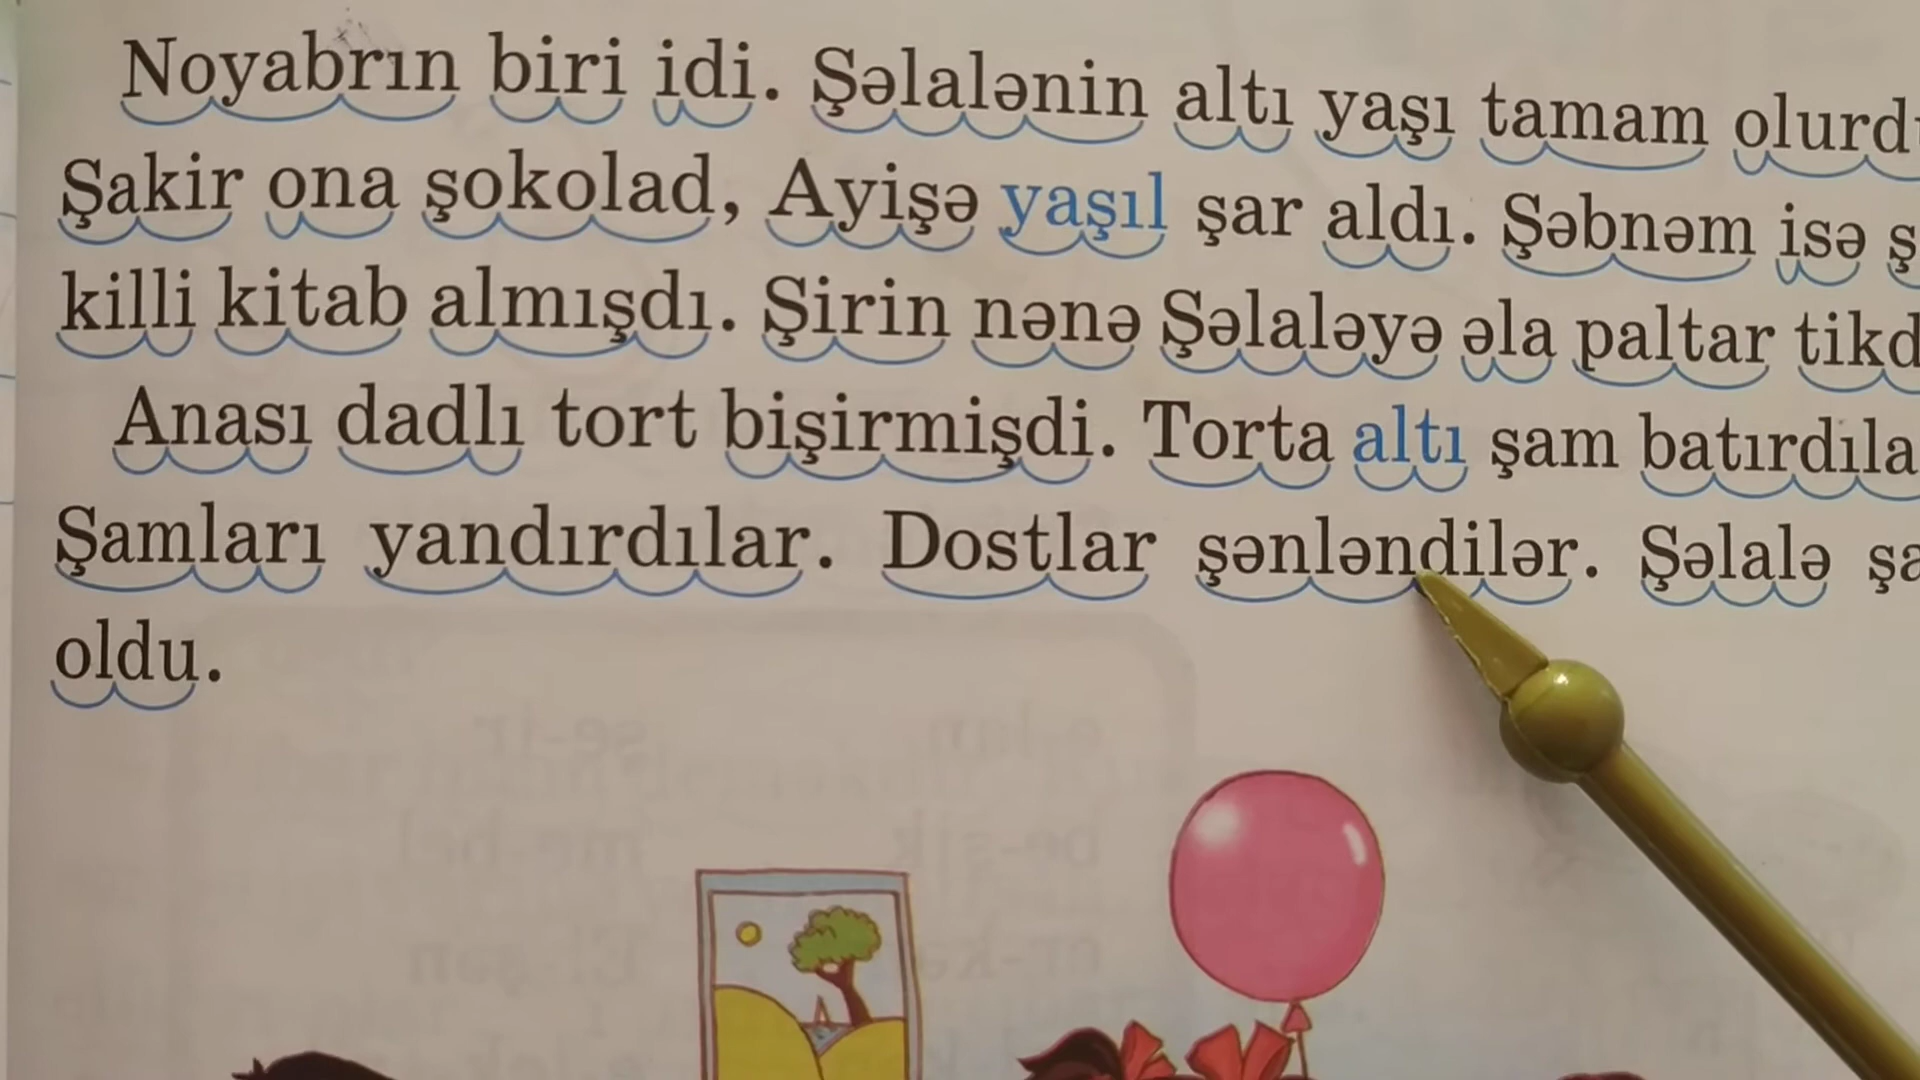 Noyabrın biri idi. Şəlalənin altı yaşı tamam olurd
Şakir ona şokolad, Ayişə yaşıl şar aldı. Şəbnəm isə ş
killi kitab almışdı. Şirin nənə Şəlaləyə əla paltar tikd
Anası dadlı tort bişirmişdi. Torta altı şam batırdıla
Şamları yandırdılar. Dostlar şənləndilər. Şəlalə şa
oldu.